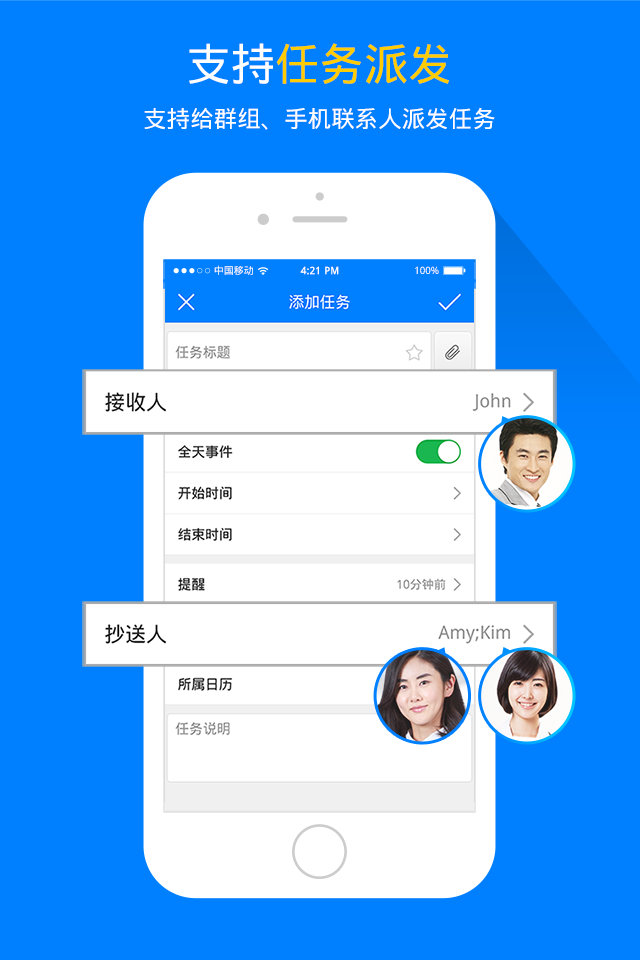 支持任务派发
支持给群组、手机联系人派发任务
中国移动 4:21 PM 100%
添加任务
任务标题
接收人 John
全天事件
开始时间
结束时间
提醒 10分钟前
抄送人 Amy;Kim
所属日历
任务说明